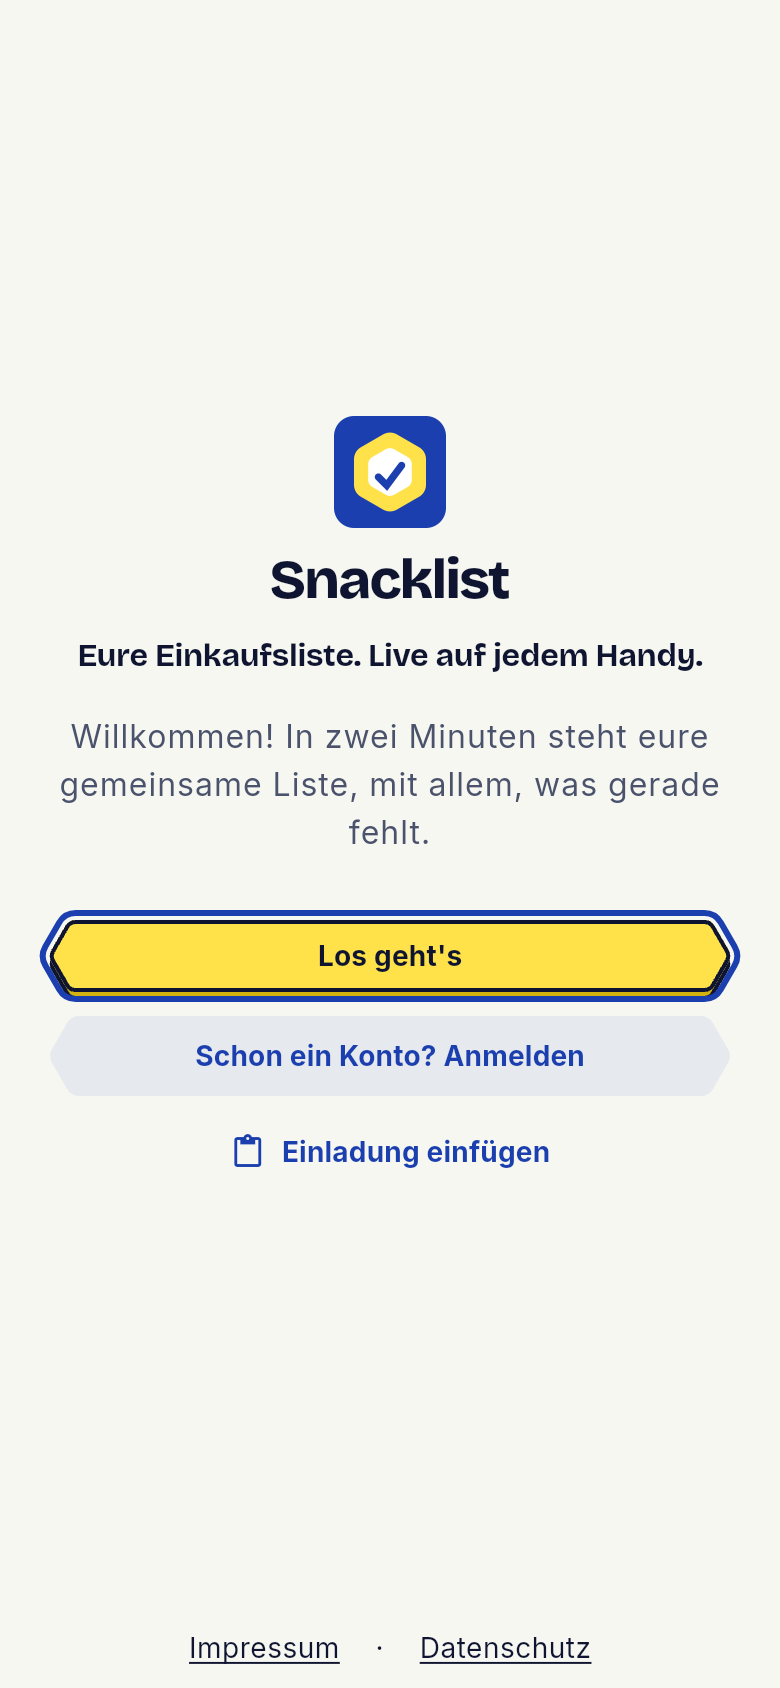 Snacklist
Eure Einkaufsliste. Live auf jedem Handy.
Willkommen! In zwei Minuten steht eure
gemeinsame Liste, mit allem, was gerade
fehlt.
Los geht's
Schon ein Konto? Anmelden
Einladung einfügen
Impressum · Datenschutz